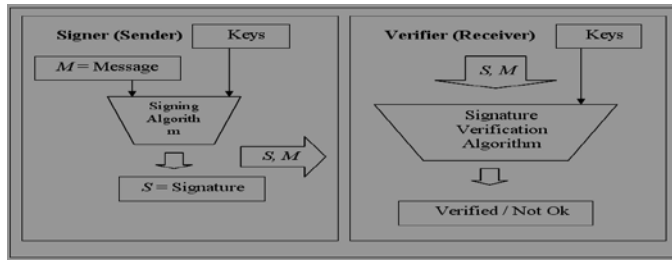 Signer (Sender)
Keys
M = Message
Signing
Algorith
m
S = Signature
S, M
Verifier (Receiver)
Keys
S, M
Signature
Verification
Algorithm
Verified / Not Ok